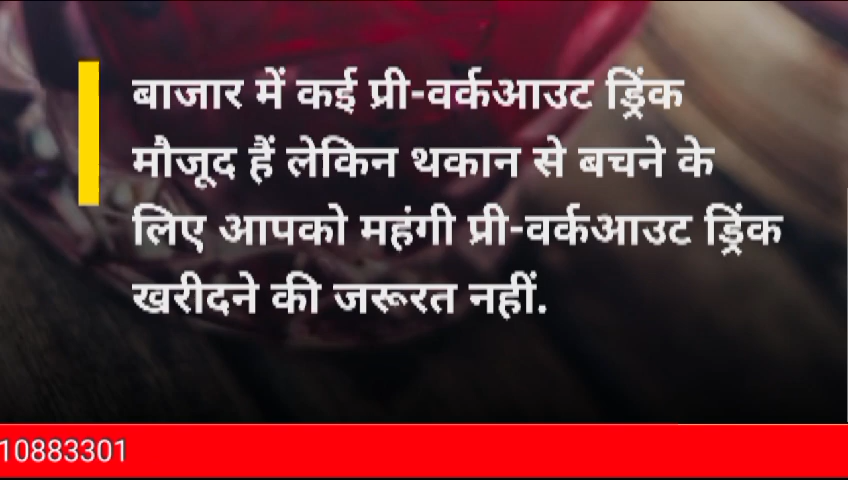 बाजार में कई प्री-वर्कआउट ड्रिंक
मौजूद हैं लेकिन थकान से बचने के
लिए आपको महंगी प्री-वर्कआउट ड्रिंक
खरीदने की जरूरत नहीं.
10883301